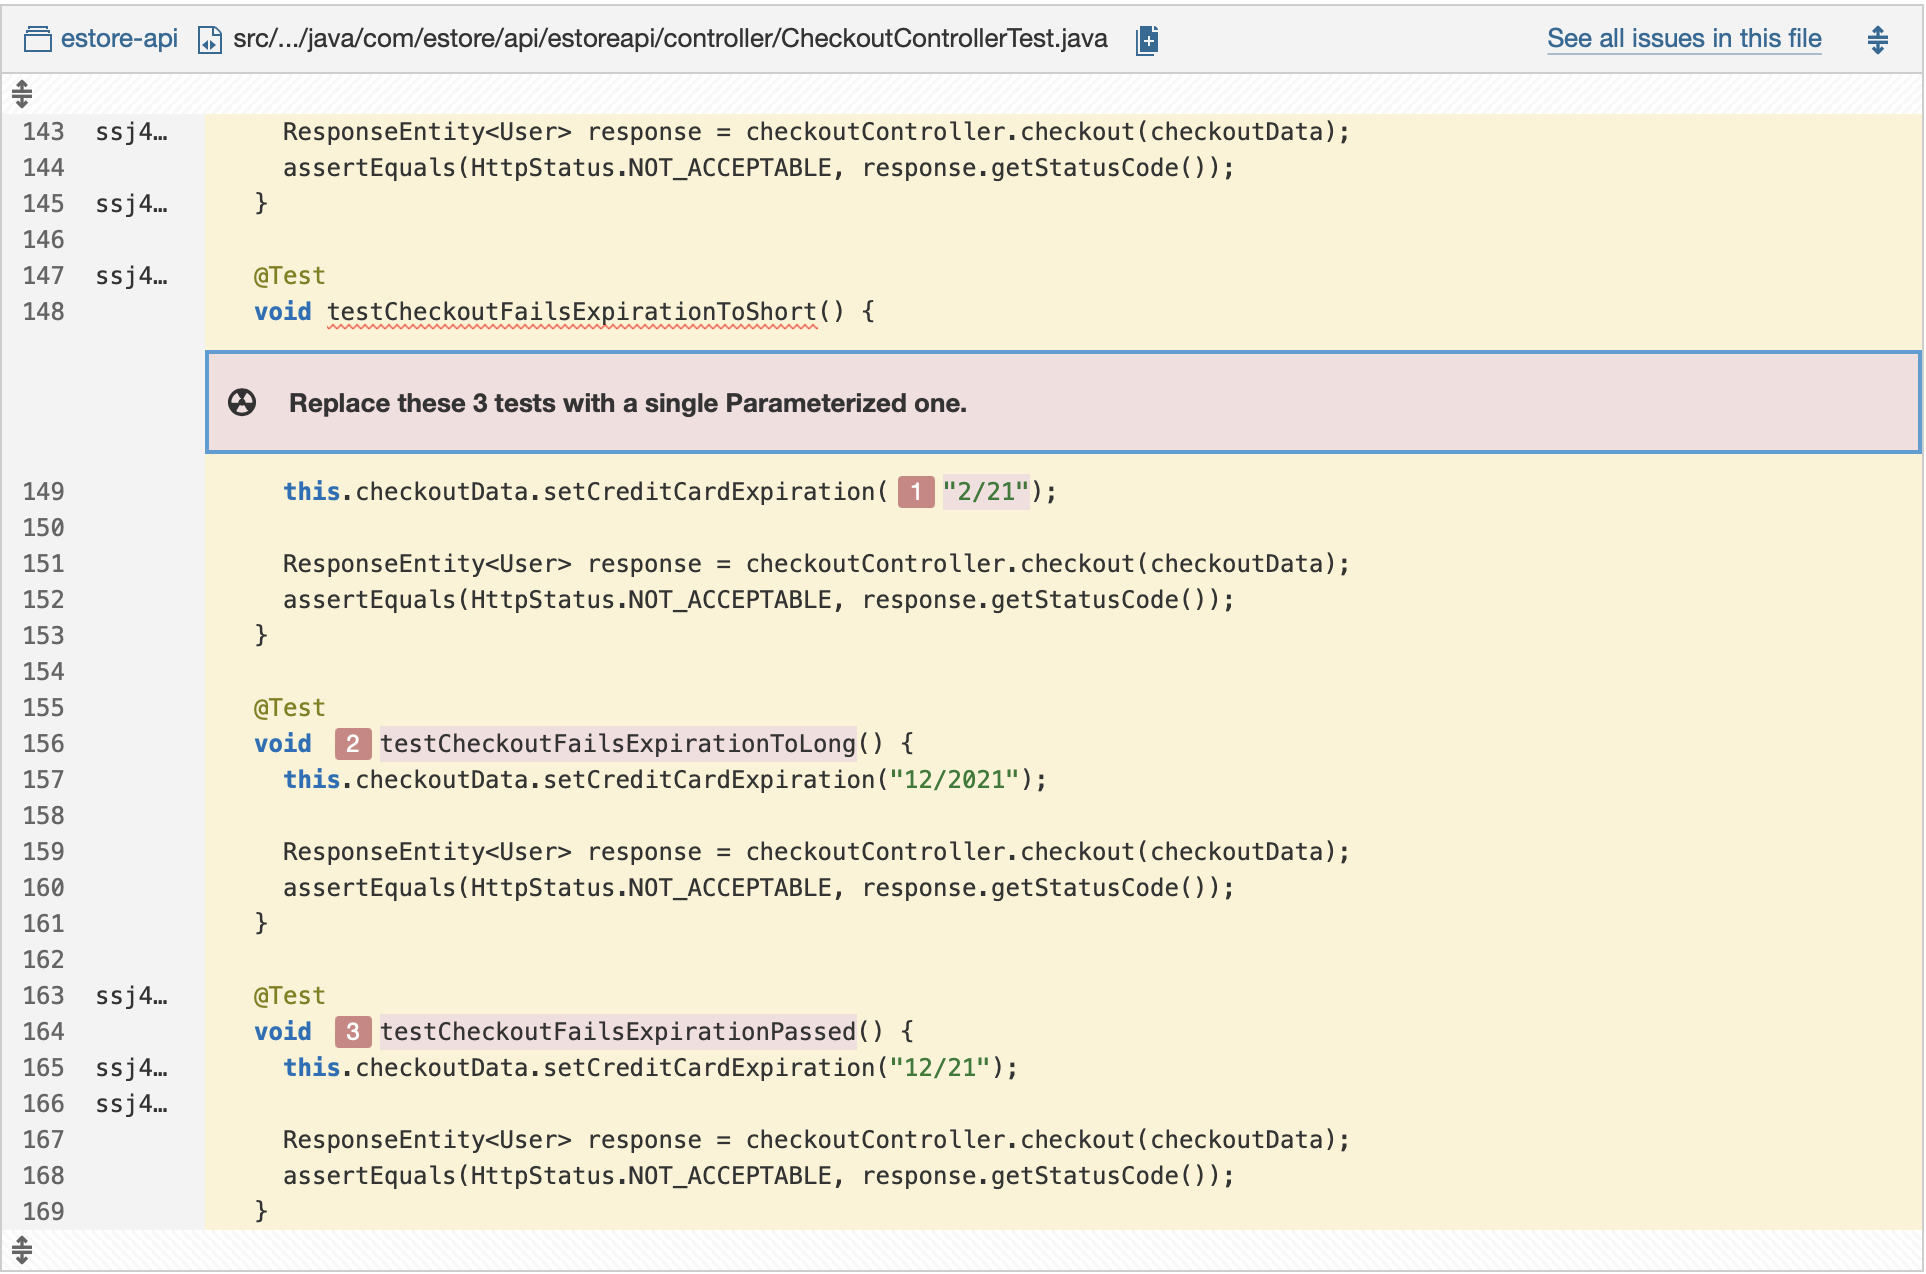 estore-api src/.../java/com/estore/api/estoreapi/controller/CheckoutControllerTest.java See all issues in this file
143 ssj4… ResponseEntity<User> response = checkoutController.checkout(checkoutData);
144 assertEquals(HttpStatus.NOT_ACCEPTABLE, response.getStatusCode());
145 ssj4… }
146
147 ssj4… @Test
148 void testCheckoutFailsExpirationToShort() {
Replace these 3 tests with a single Parameterized one.
149 this.checkoutData.setCreditCardExpiration( 1 "2/21");
150
151 ResponseEntity<User> response = checkoutController.checkout(checkoutData);
152 assertEquals(HttpStatus.NOT_ACCEPTABLE, response.getStatusCode());
153 }
154
155 @Test
156 void 2 testCheckoutFailsExpirationToLong() {
157 this.checkoutData.setCreditCardExpiration("12/2021");
158
159 ResponseEntity<User> response = checkoutController.checkout(checkoutData);
160 assertEquals(HttpStatus.NOT_ACCEPTABLE, response.getStatusCode());
161 }
162
163 ssj4… @Test
164 void 3 testCheckoutFailsExpirationPassed() {
165 ssj4… this.checkoutData.setCreditCardExpiration("12/21");
166 ssj4…
167 ResponseEntity<User> response = checkoutController.checkout(checkoutData);
168 assertEquals(HttpStatus.NOT_ACCEPTABLE, response.getStatusCode());
169 }